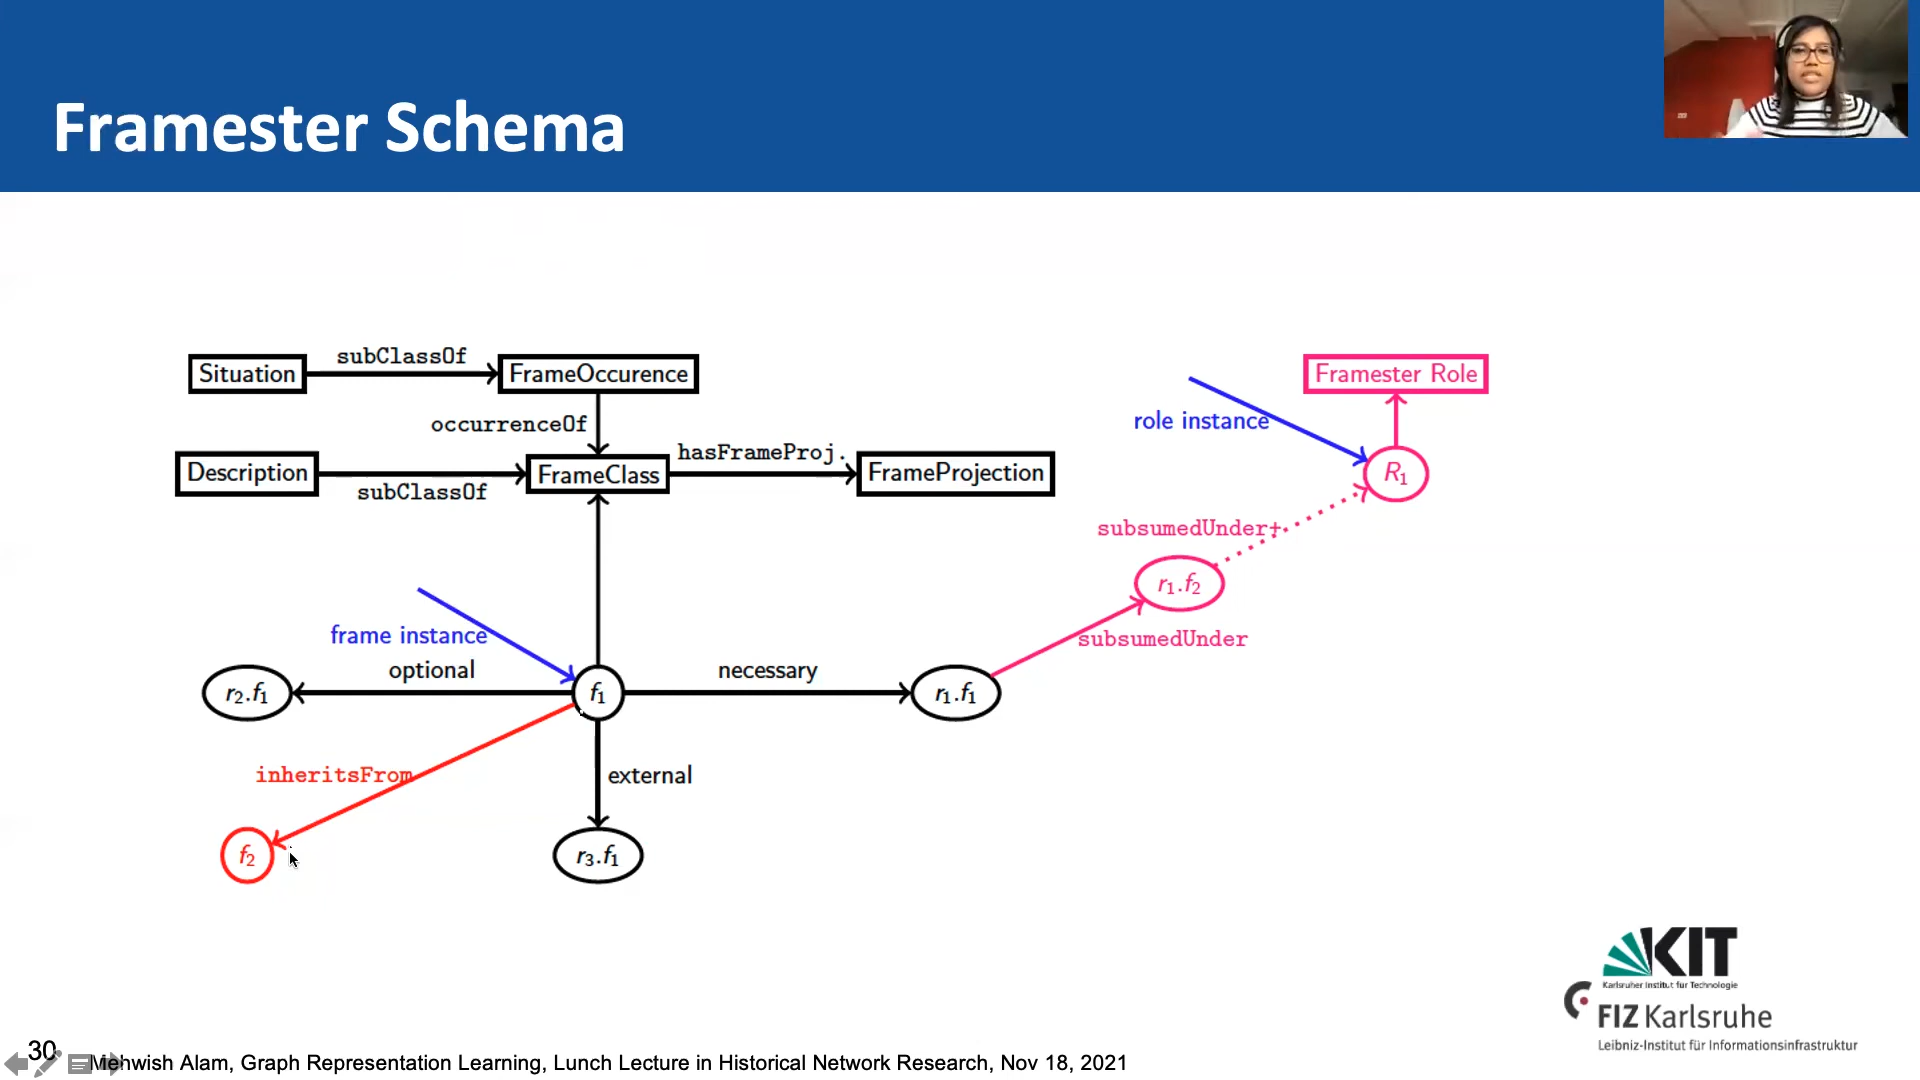 Framester Schema
Situation
subClassOf
FrameOccurence
Framester Role
occurrenceOf
role instance
Description
subClassOf
FrameClass
hasFrameProj.
FrameProjection
R1
subsumedUnder+
r1.f2
frame instance
subsumedUnder
optional
necessary
r2.f1
f1
r1.f1
inheritsFrom
external
f2
r3.f1
KIT
Karlsruher Institut für Technologie
FIZ Karlsruhe
Leibniz-Institut für Informationsinfrastruktur
30
Mehwish Alam, Graph Representation Learning, Lunch Lecture in Historical Network Research, Nov 18, 2021